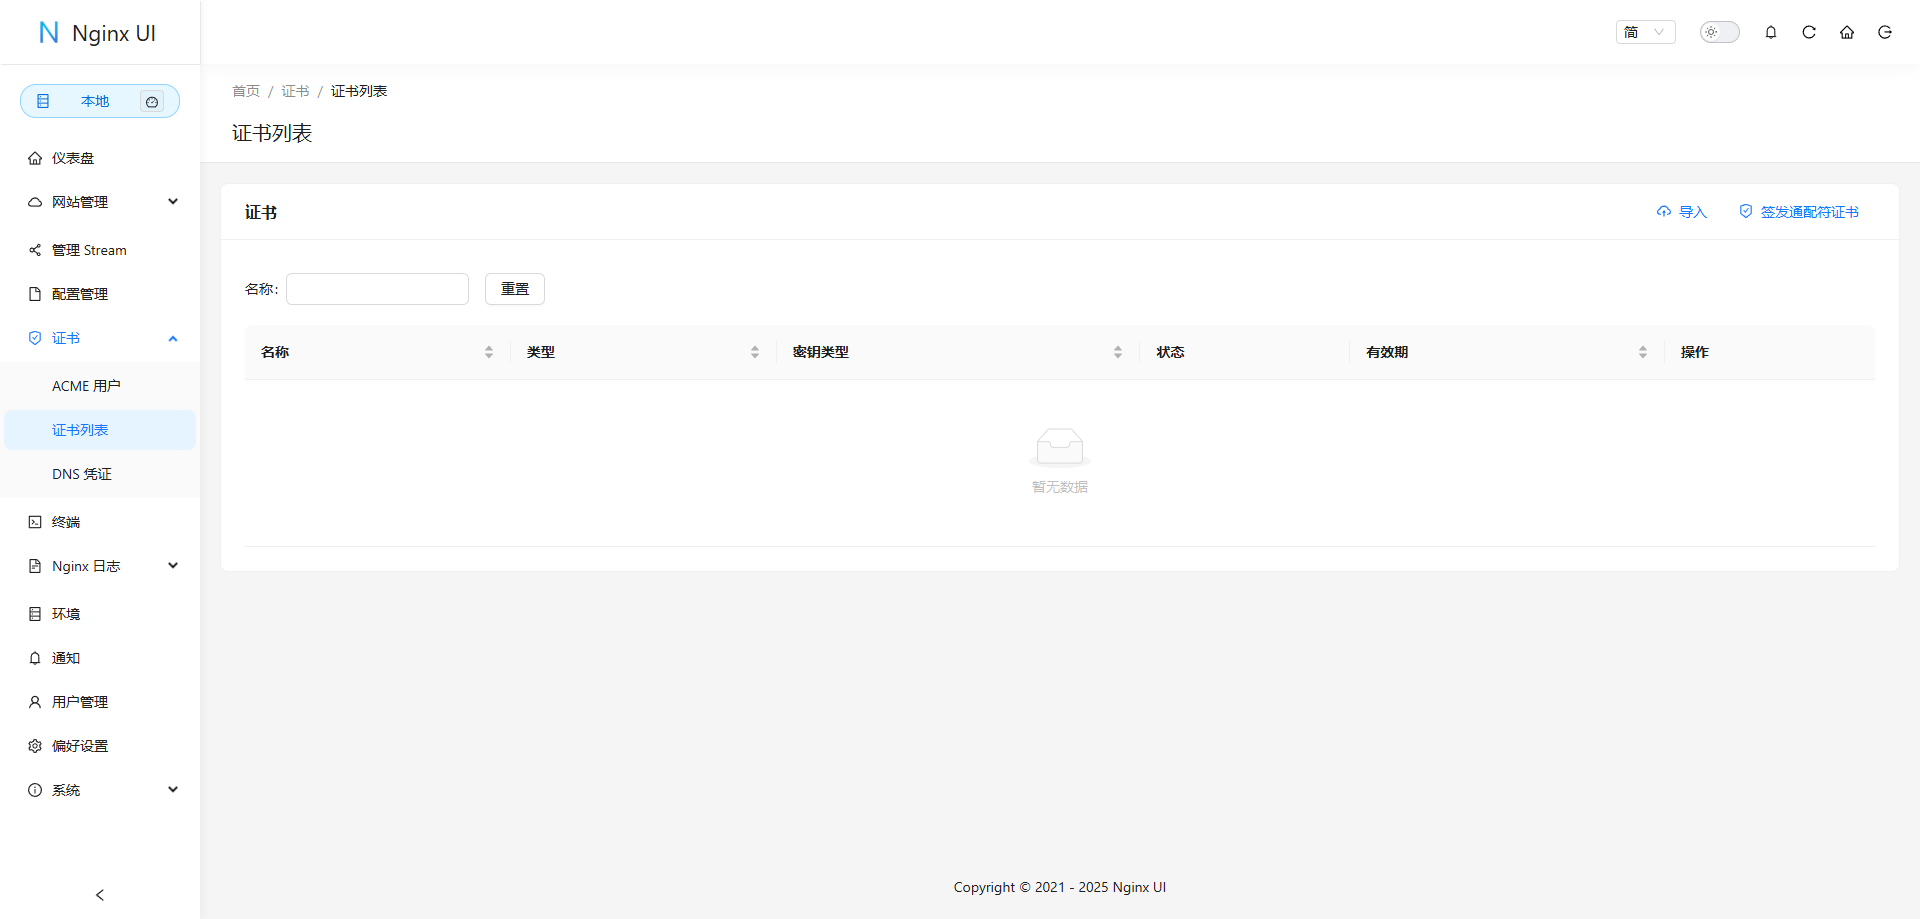 Nginx UI
简
本地
仪表盘
网站管理
管理 Stream
配置管理
证书
ACME 用户
证书列表
DNS 凭证
终端
Nginx 日志
环境
通知
用户管理
偏好设置
系统
首页 / 证书 / 证书列表
证书列表
证书
导入
签发通配符证书
名称:
重置
名称 类型 密钥类型 状态 有效期 操作
暂无数据
Copyright © 2021 - 2025 Nginx UI